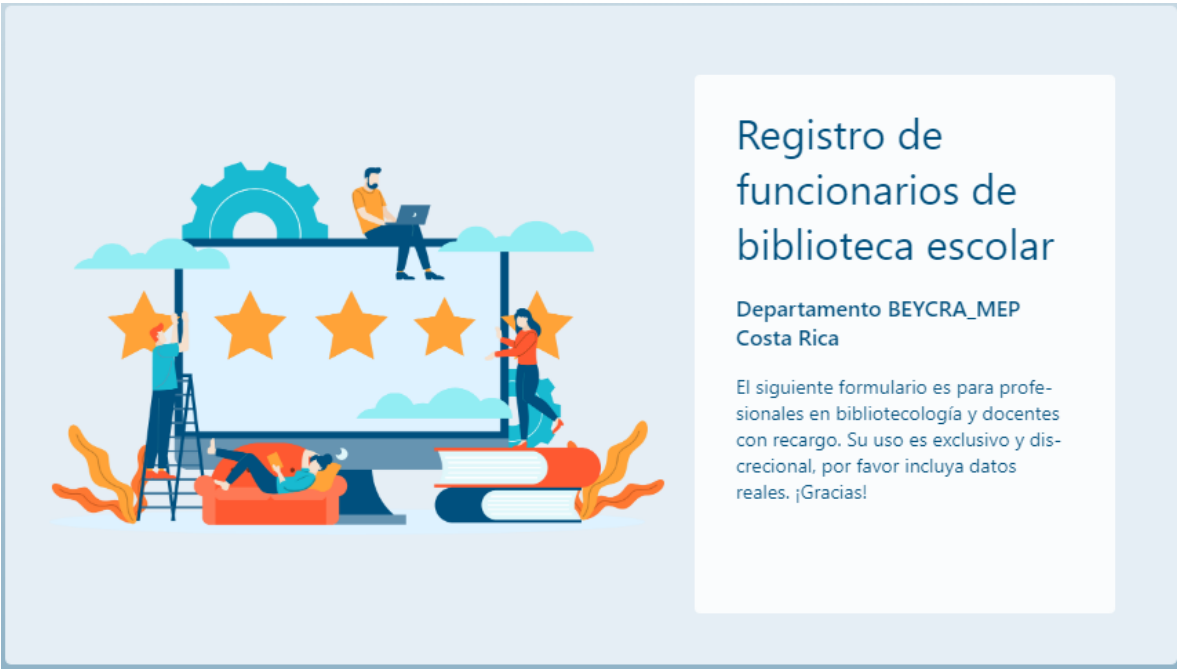 Registro de
funcionarios de
biblioteca escolar
Departamento BEYCRA_MEP
Costa Rica
El siguiente formulario es para profe-
sionales en bibliotecología y docentes
con recargo. Su uso es exclusivo y dis-
crecional, por favor incluya datos
reales. ¡Gracias!